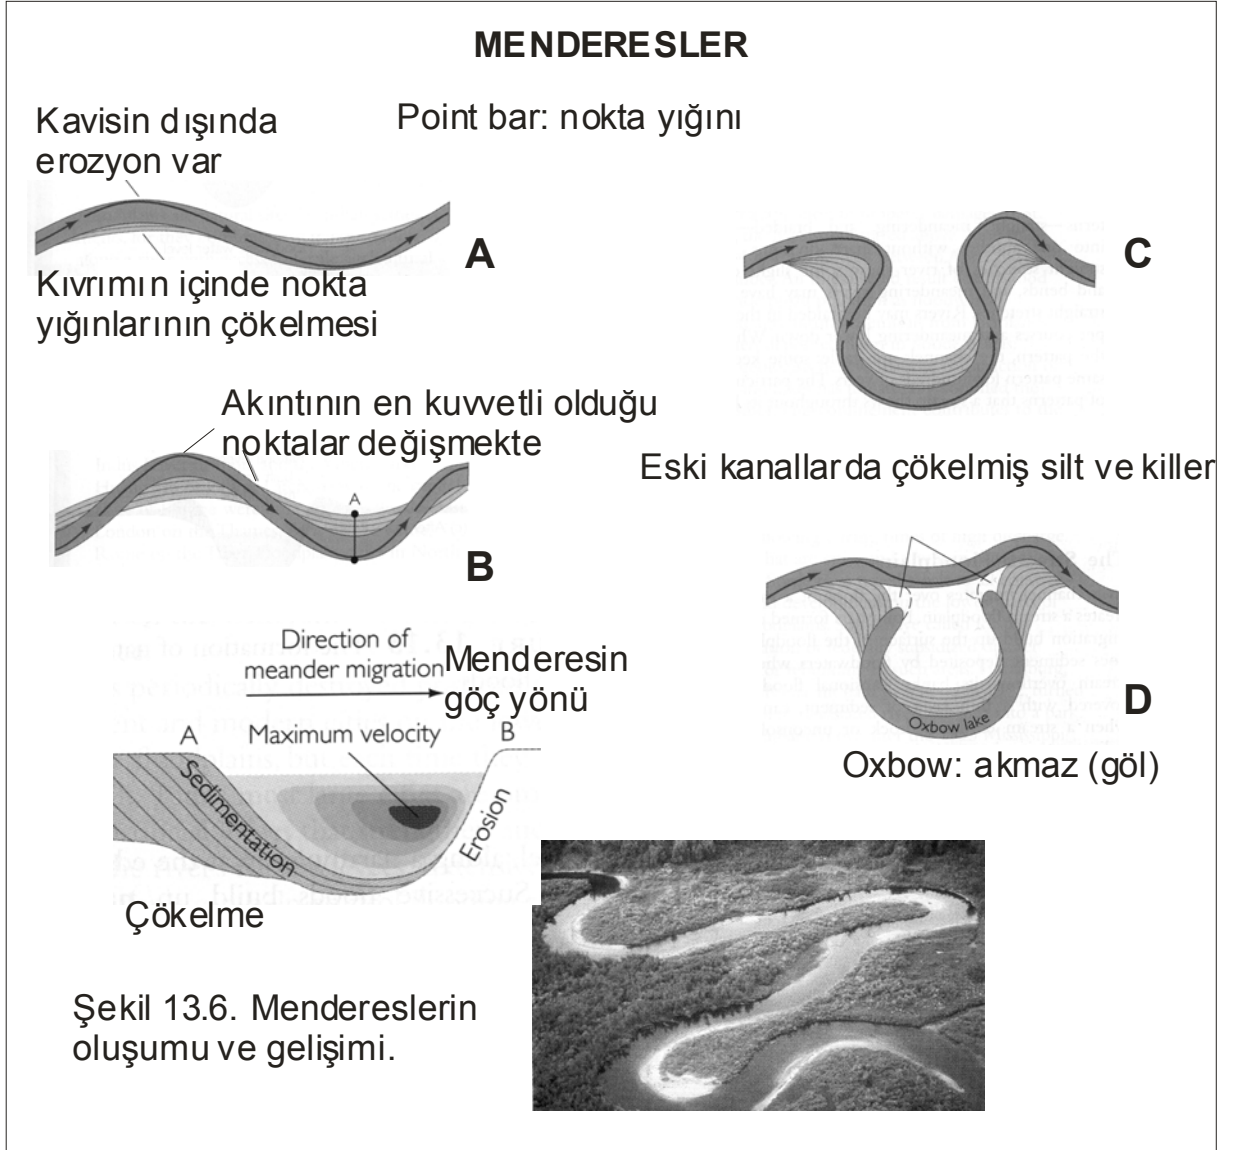 MENDERESLER
Kavisin dışında
erozyon var
Point bar: nokta yığını
A
Kıvrımın içinde nokta
yığınlarının çökelmesi
C
Akıntının en kuvvetli olduğu
noktalar değişmekte
A
B
Eski kanallarda çökelmiş silt ve killer
Oxbow lake
D
Oxbow: akmaz (göl)
Direction of
meander migration
Menderesin
göç yönü
A
Maximum velocity
B
Sedimentation
Erosion
Çökelme
Şekil 13.6. Mendereslerin
oluşumu ve gelişimi.